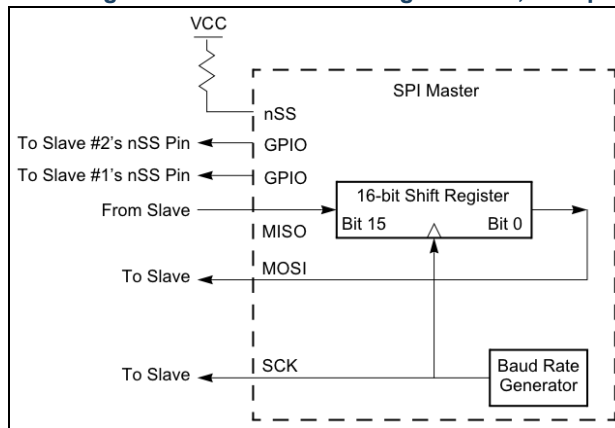 VCC
SPI Master
nSS
To Slave #2's nSS Pin
GPIO
To Slave #1's nSS Pin
GPIO
16-bit Shift Register
From Slave
Bit 15
Bit 0
MISO
MOSI
To Slave
SCK
To Slave
Baud Rate
Generator